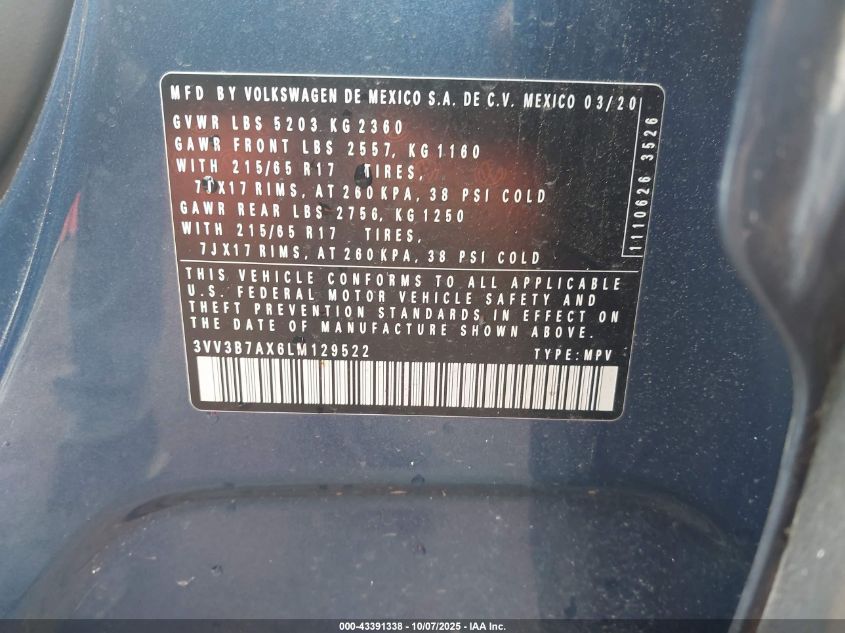 MFD BY VOLKSWAGEN DE MEXICO S.A. DE C.V. MEXICO 03/20
GVWR LBS 5203 KG 2360
GAWR FRONT LBS 2557, KG 1160
WITH 215/65 R17 TIRES,
7JX17 RIMS, AT 260 KPA, 38 PSI COLD
GAWR REAR LBS 2756, KG 1250
WITH 215/65 R17 TIRES,
7JX17 RIMS, AT 260 KPA, 38 PSI COLD
1110626 3526
THIS VEHICLE CONFORMS TO ALL APPLICABLE
U.S. FEDERAL MOTOR VEHICLE SAFETY AND
THEFT PREVENTION STANDARDS IN EFFECT ON
THE DATE OF MANUFACTURE SHOWN ABOVE.
3VV3B7AX6LM129522 TYPE: MPV
000-43391338 - 10/07/2025 - IAA Inc.